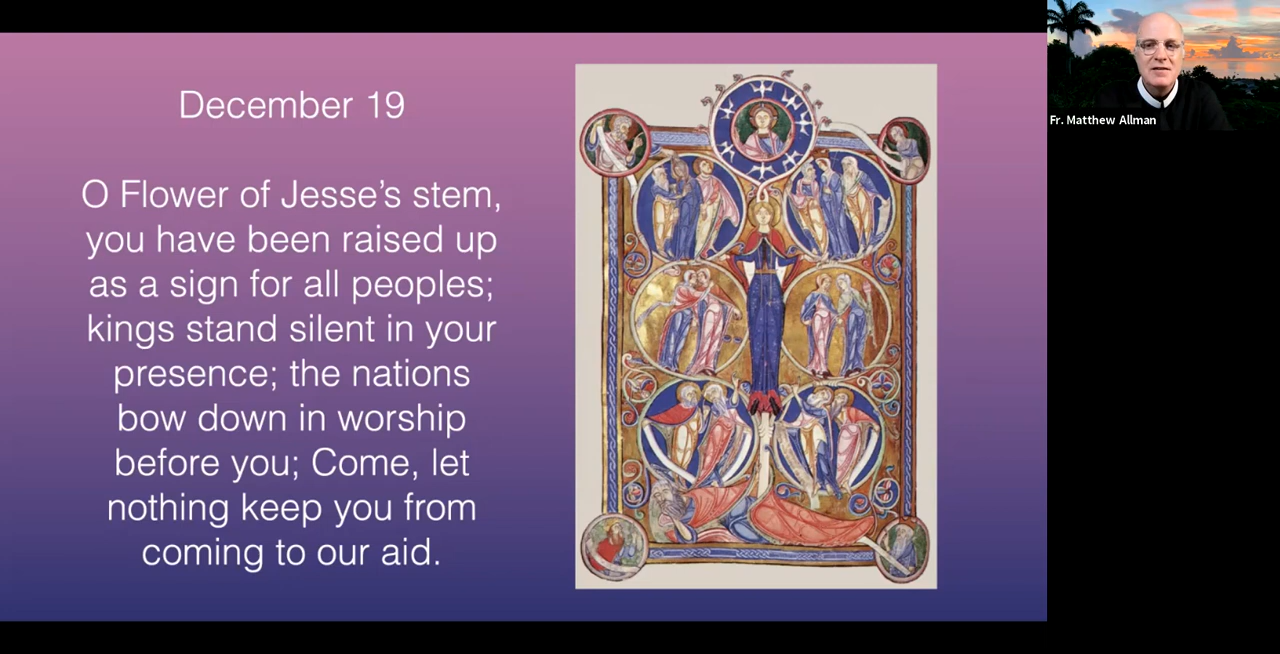 December 19
O Flower of Jesse’s stem,
you have been raised up
as a sign for all peoples;
kings stand silent in your
presence; the nations
bow down in worship
before you; Come, let
nothing keep you from
coming to our aid.
Fr. Matthew Allman